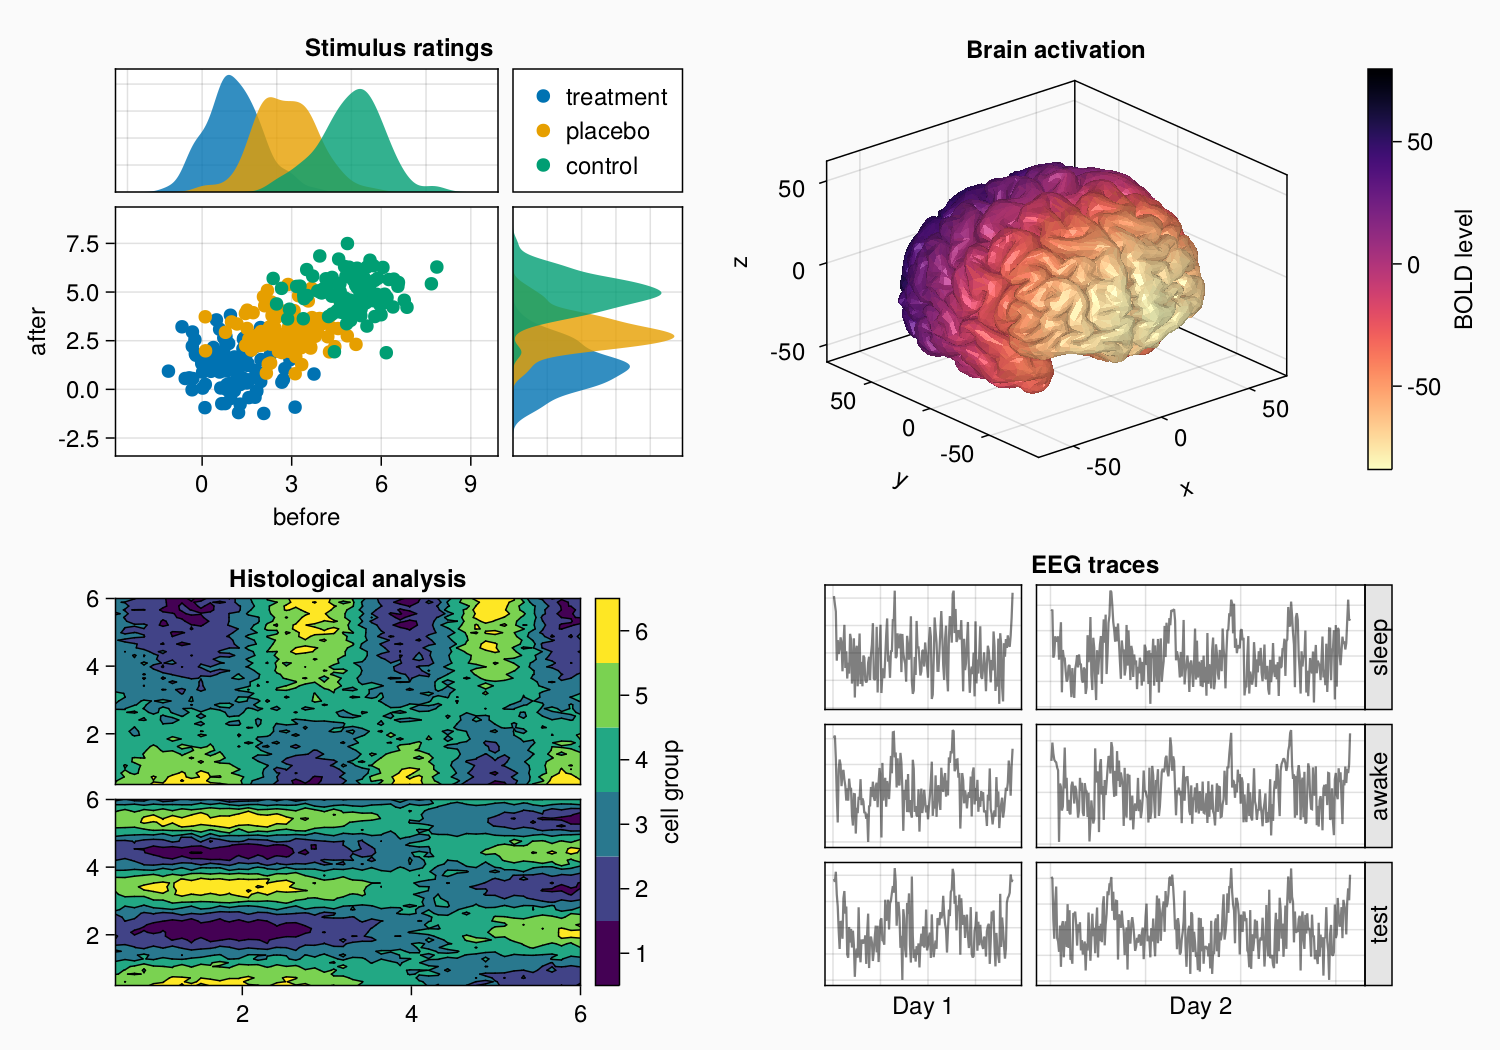 Stimulus ratings
treatment
placebo
control
7.5
5.0
2.5
0.0
-2.5
after
0
3
6
9
before
Brain activation
50
0
-50
z
50
0
-50
y
-50
0
50
x
50
0
-50
BOLD level
Histological analysis
6
4
2
6
4
2
2
4
6
6
5
4
3
2
1
cell group
EEG traces
sleep
awake
test
Day 1
Day 2